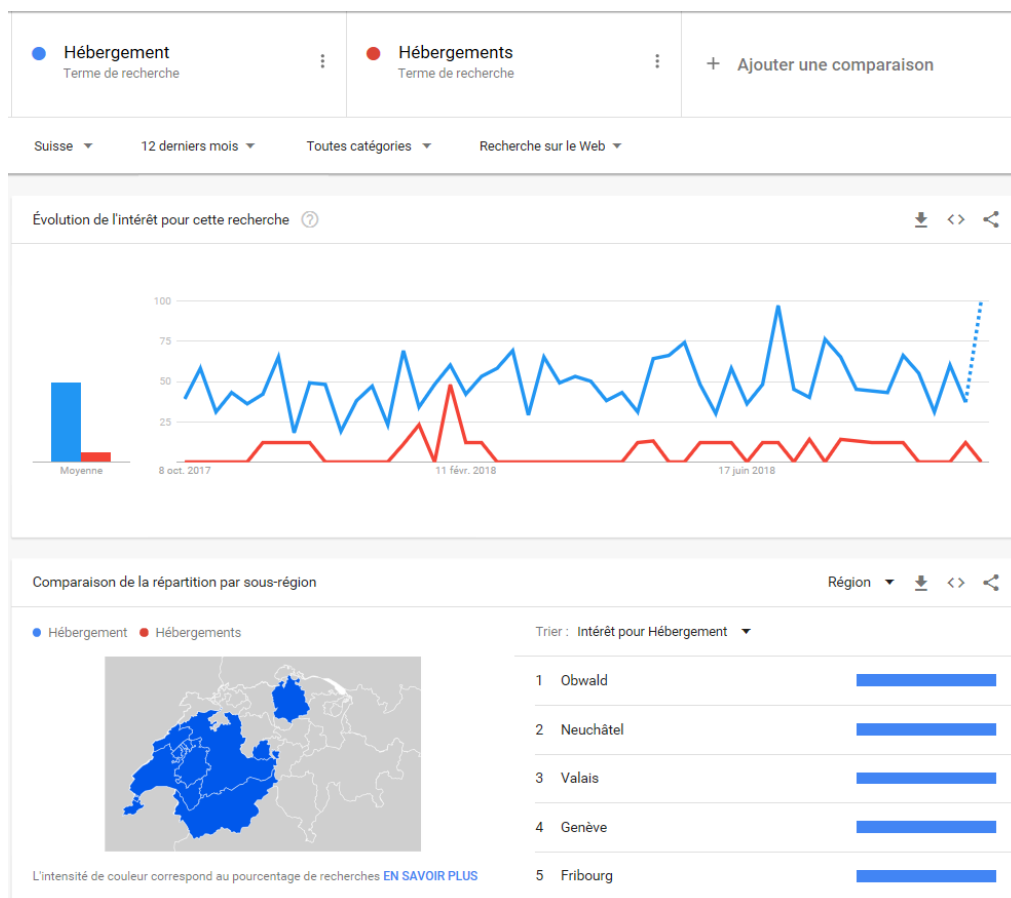 Hébergement
Terme de recherche
Hébergements
Terme de recherche
+ Ajouter une comparaison
Suisse
12 derniers mois
Toutes catégories
Recherche sur le Web
Évolution de l'intérêt pour cette recherche ?
100
75
50
25
Moyenne
8 oct. 2017
11 févr. 2018
17 juin 2018
Comparaison de la répartition par sous-région
Région
Hébergement
Hébergements
Trier : Intérêt pour Hébergement
1 Obwald
2 Neuchâtel
3 Valais
4 Genève
5 Fribourg
L'intensité de couleur correspond au pourcentage de recherches EN SAVOIR PLUS